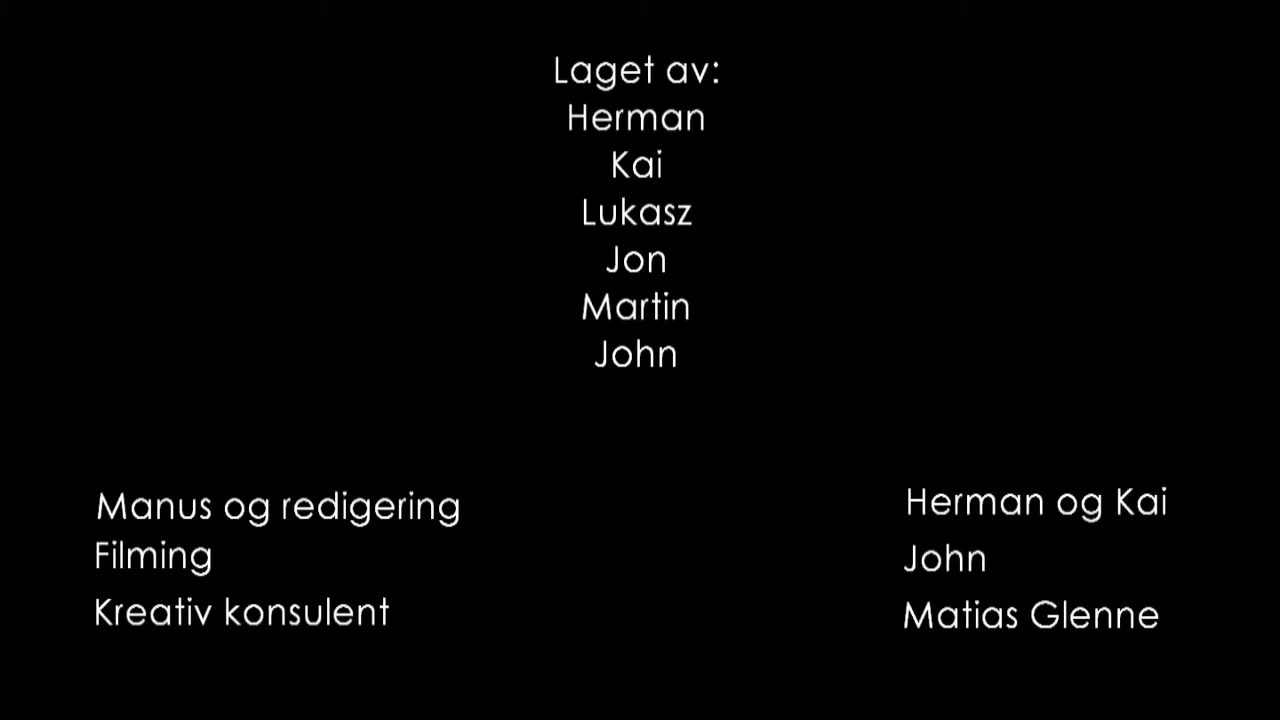 Laget av:
Herman
Kai
Lukasz
Jon
Martin
John
Manus og redigering
Herman og Kai
Filming
John
Kreativ konsulent
Matias Glenne